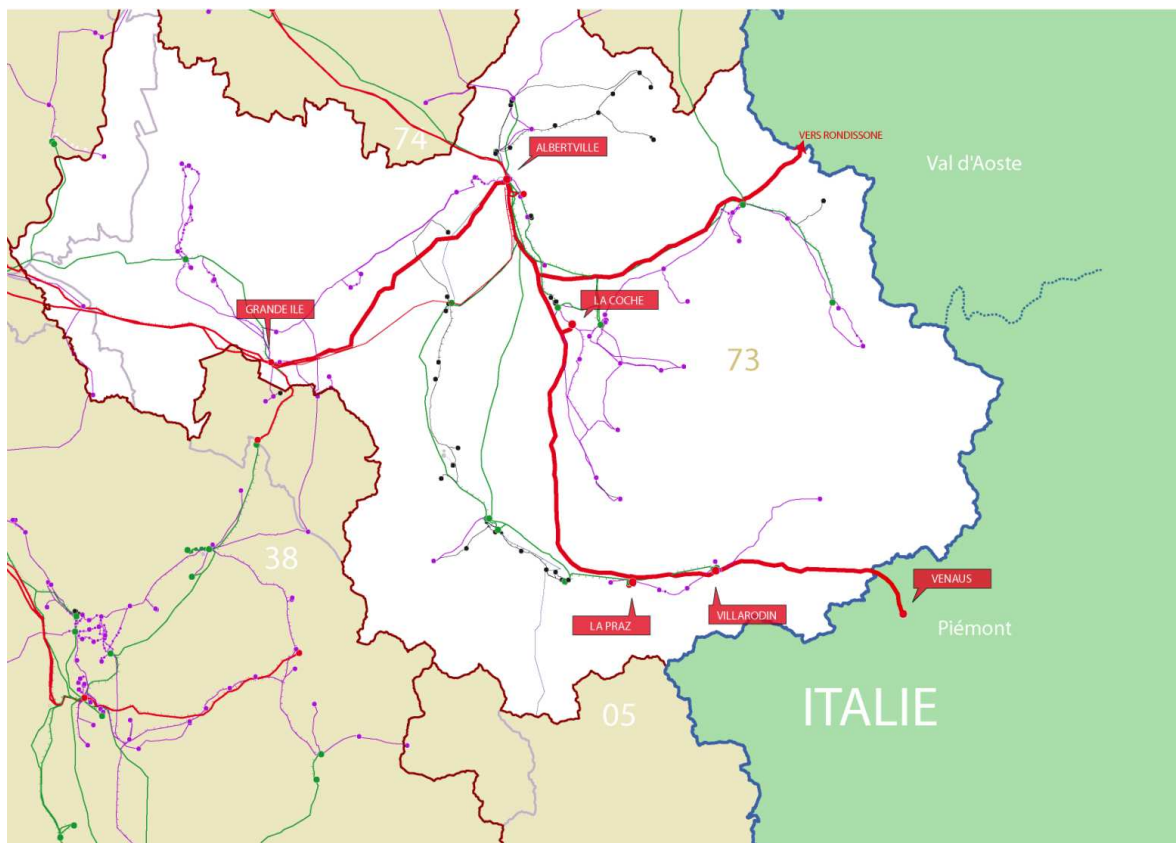 74
ALBERTVILLE
VERS RONDISSONE
Val d'Aoste
GRANDE ILE
LA COCHE
73
38
VENAUS
LA PRAZ
VILLARODIN
Piémont
05
ITALIE